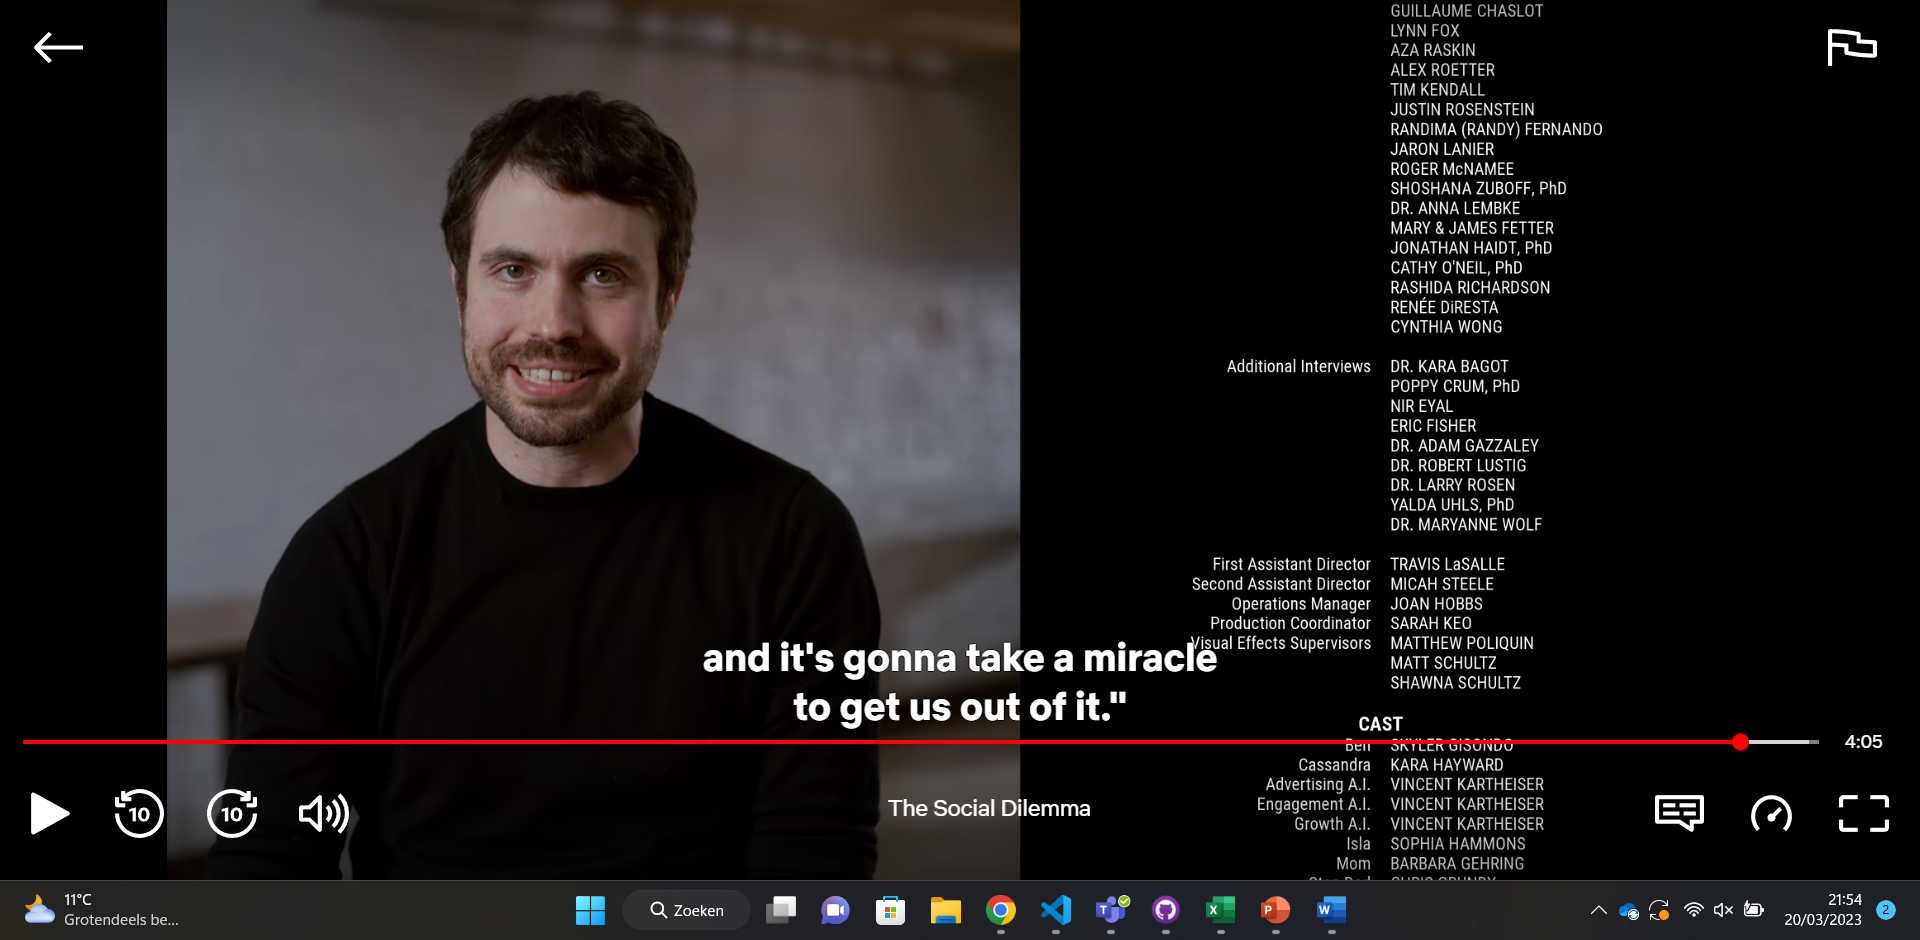 GUILLAUME CHASLOT
LYNN FOX
AZA RASKIN
ALEX ROETTER
TIM KENDALL
JUSTIN ROSENSTEIN
RANDIMA (RANDY) FERNANDO
JARON LANIER
ROGER McNAMEE
SHOSHANA ZUBOFF, PhD
DR. ANNA LEMBKE
MARY & JAMES FETTER
JONATHAN HAIDT, PhD
CATHY O'NEIL, PhD
RASHIDA RICHARDSON
RENÉE DiRESTA
CYNTHIA WONG
Additional Interviews DR. KARA BAGOT
POPPY CRUM, PhD
NIR EYAL
ERIC FISHER
DR. ADAM GAZZALEY
DR. ROBERT LUSTIG
DR. LARRY ROSEN
YALDA UHLS, PhD
DR. MARYANNE WOLF
First Assistant Director TRAVIS LaSALLE
Second Assistant Director MICAH STEELE
Operations Manager JOAN HOBBS
Production Coordinator SARAH KEO
Visual Effects Supervisors MATTHEW POLIQUIN
MATT SCHULTZ
SHAWNA SCHULTZ
and it's gonna take a miracle
to get us out of it."
CAST
Ben SKYLER GISONDO
Cassandra KARA HAYWARD
Advertising A.I. VINCENT KARTHEISER
Engagement A.I. VINCENT KARTHEISER
Growth A.I. VINCENT KARTHEISER
Isla SOPHIA HAMMONS
Mom BARBARA GEHRING
4:05
10
10
The Social Dilemma
11°C
Grotendeels be...
Zoeken
21:54
20/03/2023
2